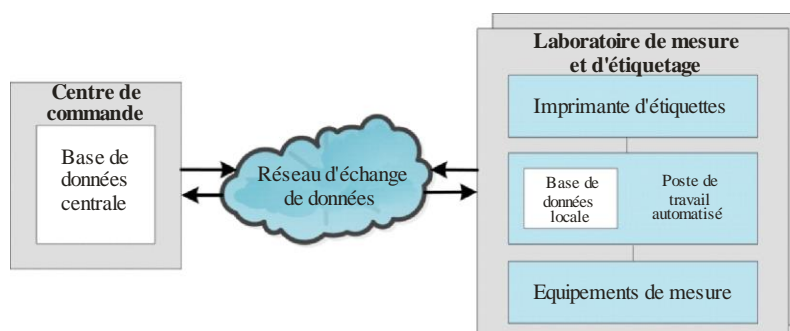 Centre de
commande
Base de
données
centrale
Réseau d'échange
de données
Laboratoire de mesure
et d'étiquetage
Imprimante d'étiquettes
Base de
données
locale
Poste de
travail
automatisé
Equipements de mesure